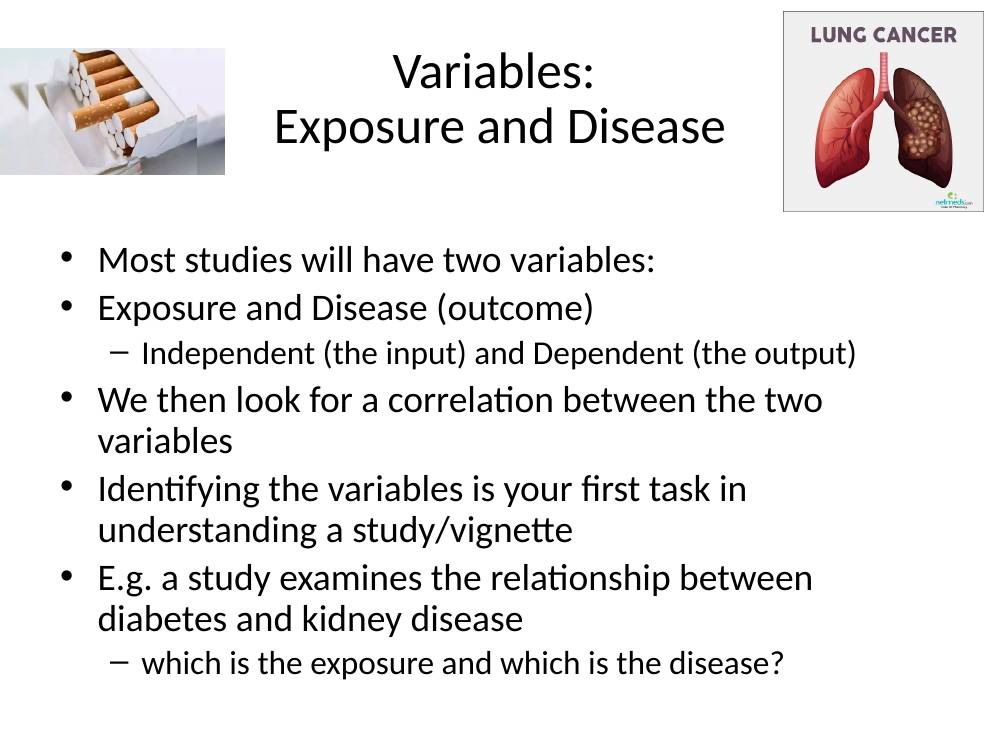 Variables:
Exposure and Disease
LUNG CANCER
netmeds.com
• Most studies will have two variables:
• Exposure and Disease (outcome)
– Independent (the input) and Dependent (the output)
• We then look for a correlation between the two
variables
• Identifying the variables is your first task in
understanding a study/vignette
• E.g. a study examines the relationship between
diabetes and kidney disease
– which is the exposure and which is the disease?